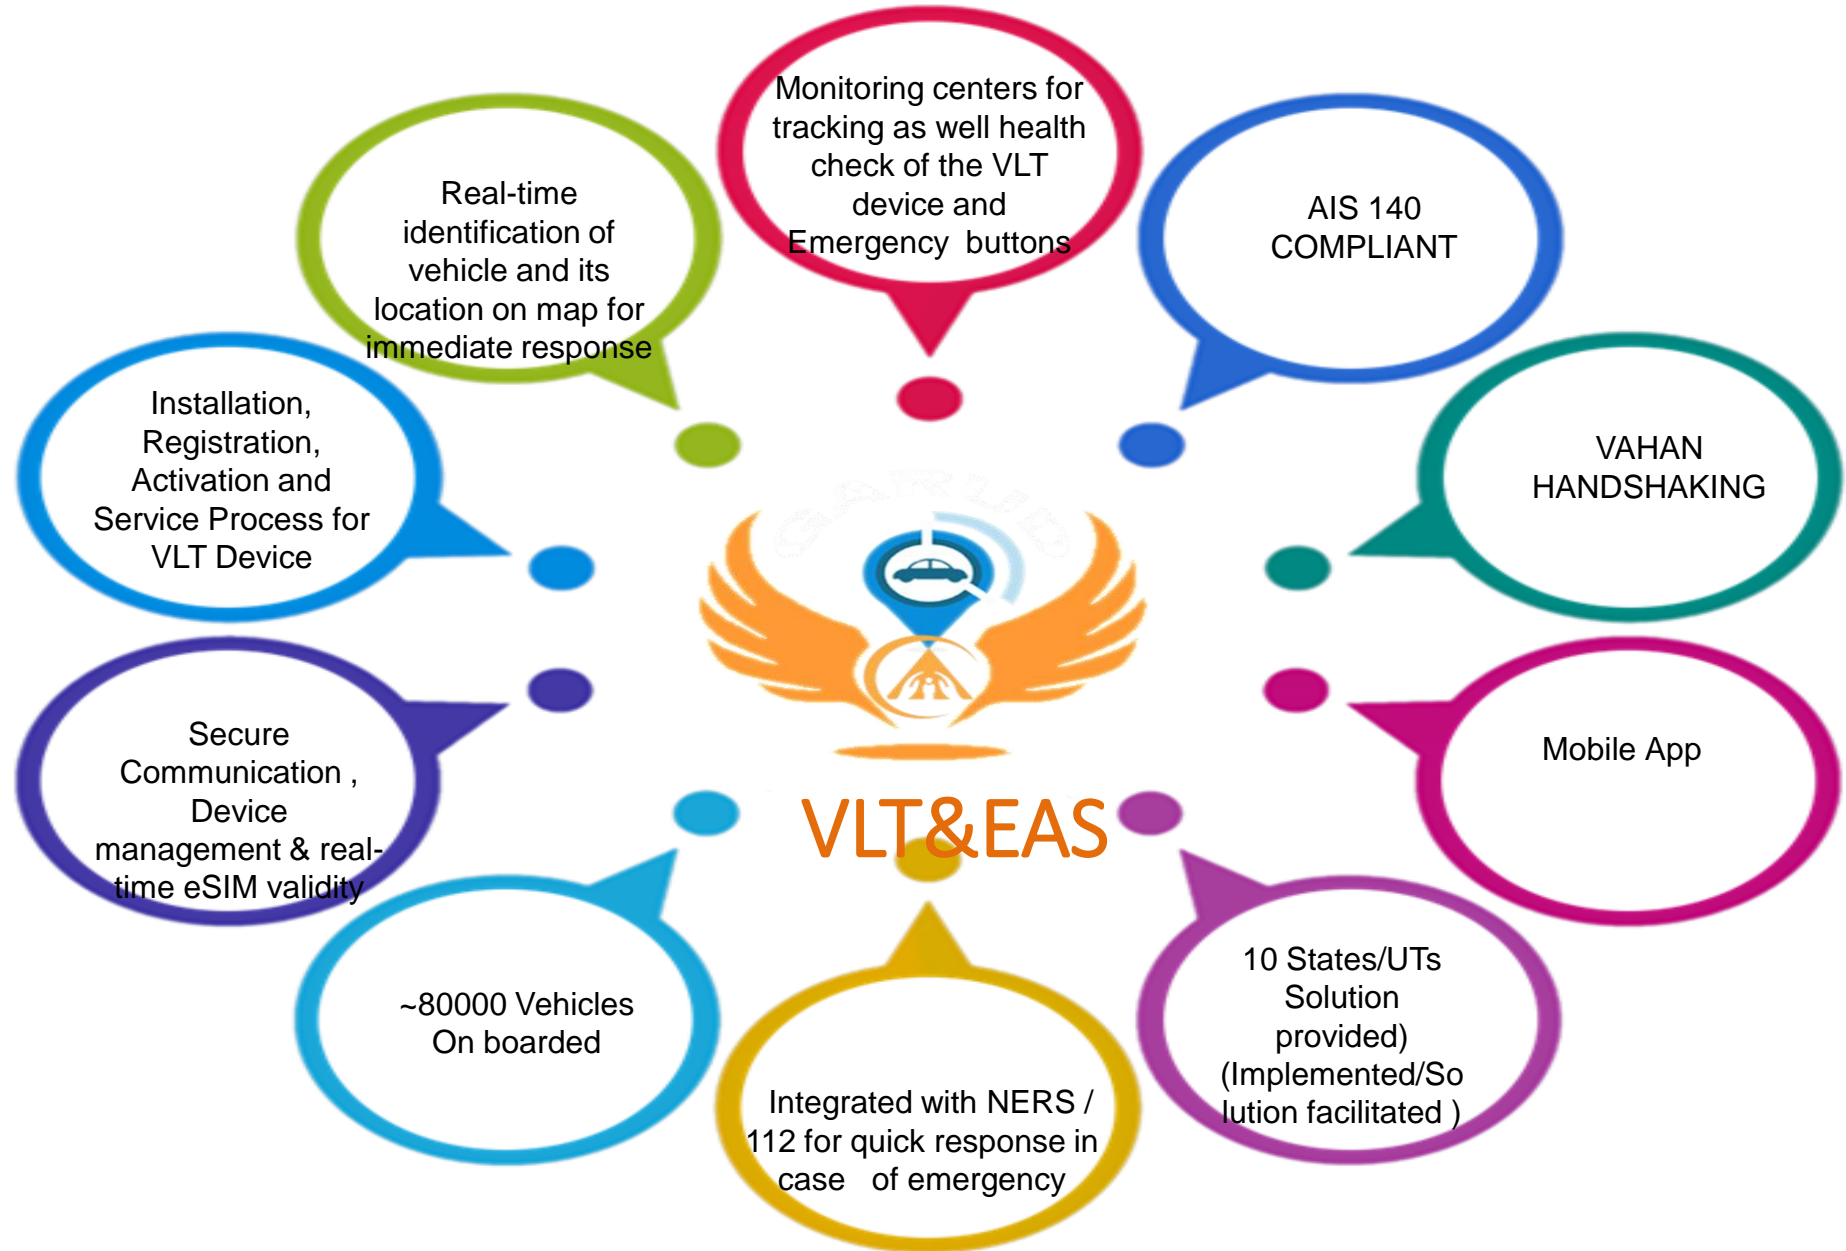 Monitoring centers for
tracking as well health
check of the VLT
device and
Emergency buttons
Real-time
identification of
vehicle and its
location on map for
immediate response
AIS 140
COMPLIANT
Installation,
Registration,
Activation and
Service Process for
VLT Device
VAHAN
HANDSHAKING
GARUD
Secure
Communication ,
Device
management & real-
time eSIM validity
Mobile App
VLT&EAS
~80000 Vehicles
On boarded
10 States/UTs
Solution
provided)
(Implemented/So
lution facilitated )
Integrated with NERS /
112 for quick response in
case of emergency